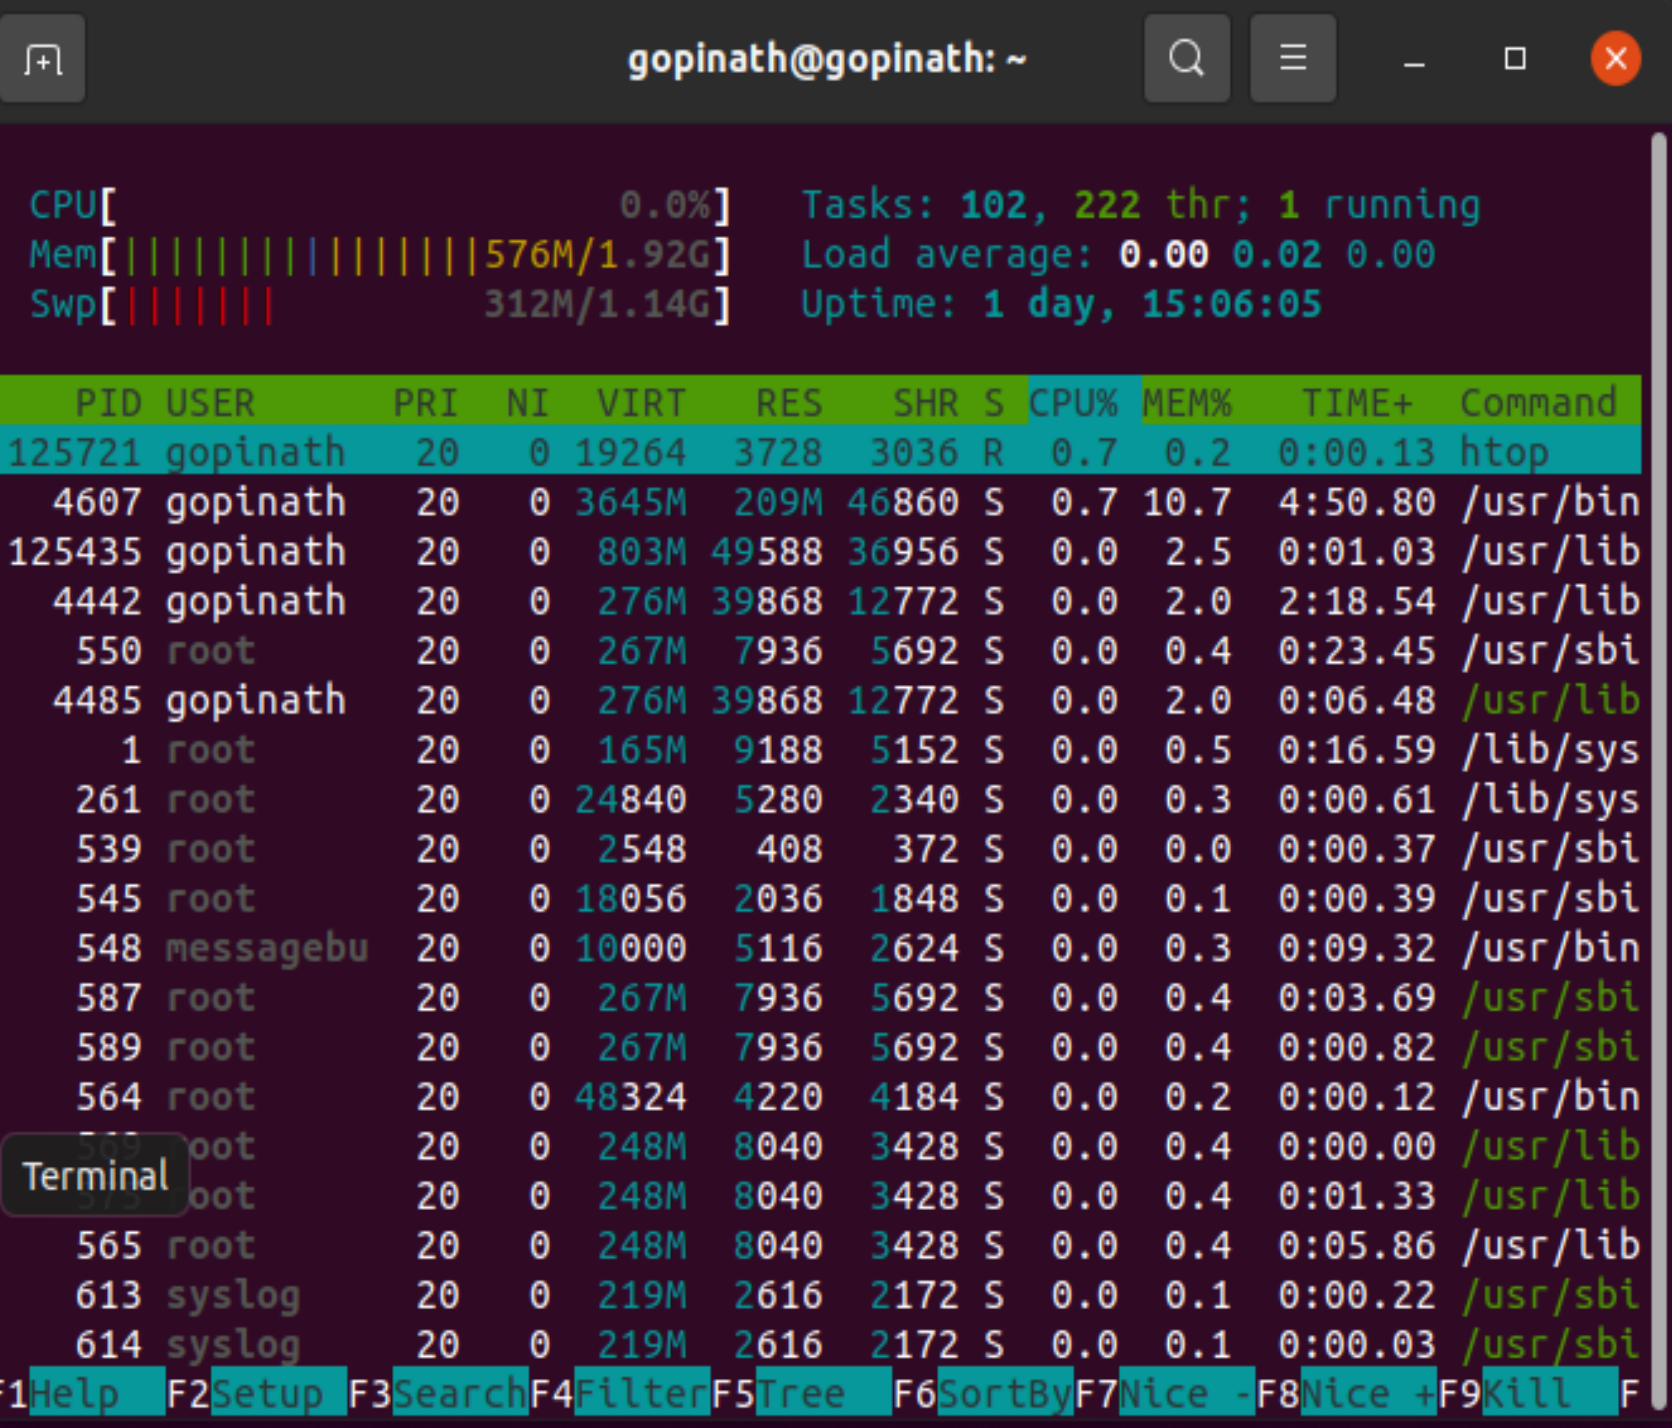 gopinath@gopinath: ~
CPU[ 0.0%] Tasks: 102, 222 thr; 1 running
Mem[||||||||||||||||576M/1.92G] Load average: 0.00 0.02 0.00
Swp[||||||| 312M/1.14G] Uptime: 1 day, 15:06:05
PID USER PRI NI VIRT RES SHR S CPU% MEM% TIME+ Command
125721 gopinath 20 0 19264 3728 3036 R 0.7 0.2 0:00.13 htop
4607 gopinath 20 0 3645M 209M 46860 S 0.7 10.7 4:50.80 /usr/bin
125435 gopinath 20 0 803M 49588 36956 S 0.0 2.5 0:01.03 /usr/lib
4442 gopinath 20 0 276M 39868 12772 S 0.0 2.0 2:18.54 /usr/lib
550 root 20 0 267M 7936 5692 S 0.0 0.4 0:23.45 /usr/sbi
4485 gopinath 20 0 276M 39868 12772 S 0.0 2.0 0:06.48 /usr/lib
1 root 20 0 165M 9188 5152 S 0.0 0.5 0:16.59 /lib/sys
261 root 20 0 24840 5280 2340 S 0.0 0.3 0:00.61 /lib/sys
539 root 20 0 2548 408 372 S 0.0 0.0 0:00.37 /usr/sbi
545 root 20 0 18056 2036 1848 S 0.0 0.1 0:00.39 /usr/sbi
548 messagebu 20 0 10000 5116 2624 S 0.0 0.3 0:09.32 /usr/bin
587 root 20 0 267M 7936 5692 S 0.0 0.4 0:03.69 /usr/sbi
589 root 20 0 267M 7936 5692 S 0.0 0.4 0:00.82 /usr/sbi
564 root 20 0 48324 4220 4184 S 0.0 0.2 0:00.12 /usr/bin
569 root 20 0 248M 8040 3428 S 0.0 0.4 0:00.00 /usr/lib
Terminal
root 20 0 248M 8040 3428 S 0.0 0.4 0:01.33 /usr/lib
565 root 20 0 248M 8040 3428 S 0.0 0.4 0:05.86 /usr/lib
613 syslog 20 0 219M 2616 2172 S 0.0 0.1 0:00.22 /usr/sbi
614 syslog 20 0 219M 2616 2172 S 0.0 0.1 0:00.03 /usr/sbi
F1Help F2Setup F3SearchF4FilterF5Tree F6SortByF7Nice -F8Nice +F9Kill F